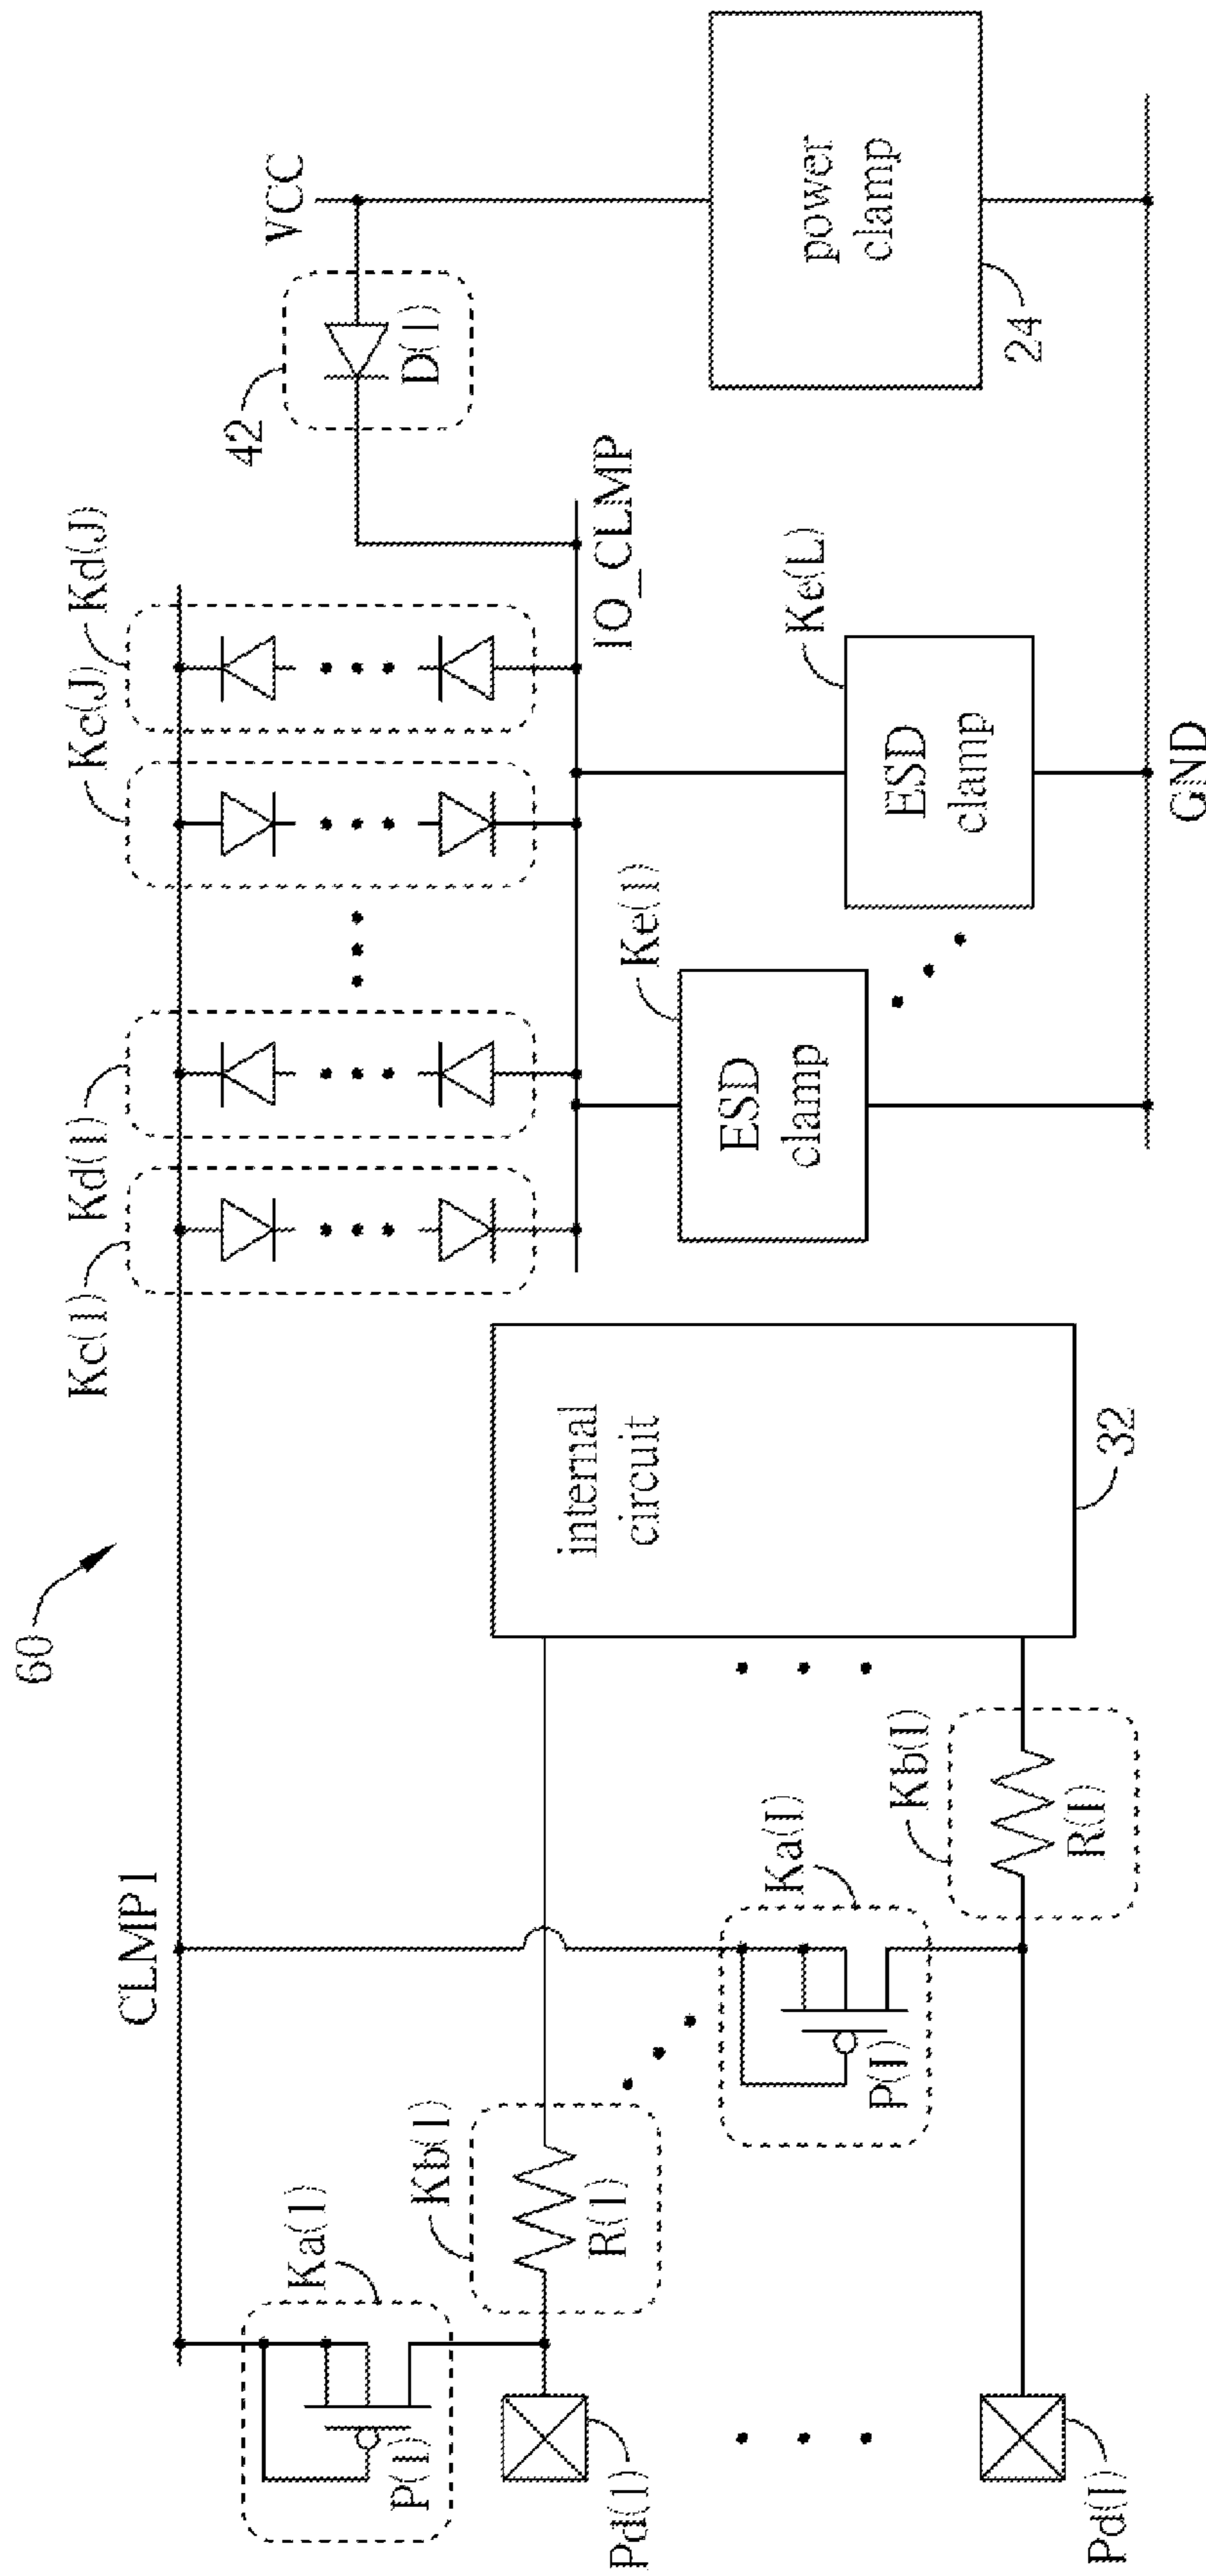 60
Kc(1)
Kd(1)
Kc(J)
Kd(J)
CLMP1
42
VCC
Ka(1)
P(1)
Kb(1)
D(1)
R(1)
Pd(1)
internal
circuit
IO_CLMP
Ke(1)
ESD
clamp
Ka(I)
P(I)
Kb(I)
R(I)
Pd(I)
32
Ke(L)
ESD
clamp
power
clamp
24
GND